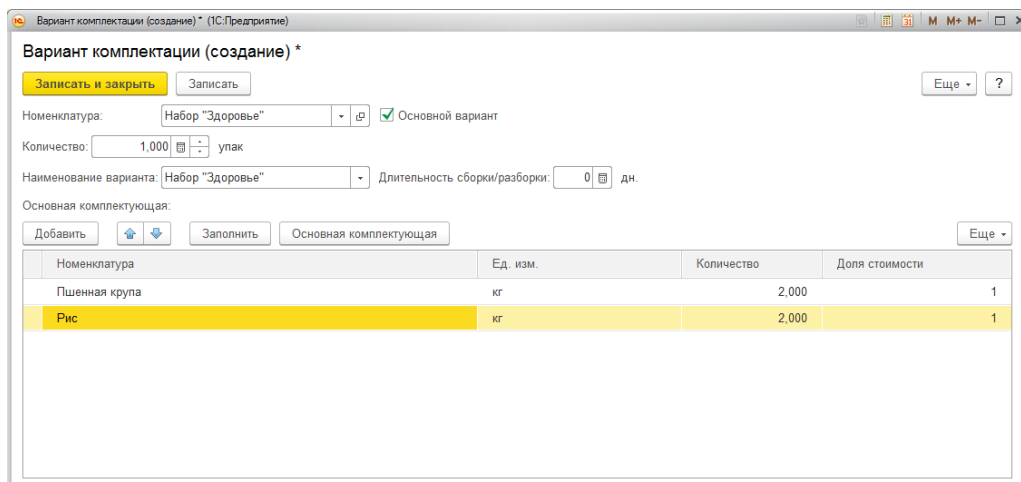 1С Вариант комплектации (создание) * (1С:Предприятие) 31 M M+ M-
Вариант комплектации (создание) *
Записать и закрыть Записать Еще ?
Номенклатура: Набор "Здоровье" Основной вариант
Количество: 1,000 упак
Наименование варианта: Набор "Здоровье" Длительность сборки/разборки: 0 дн.
Основная комплектующая:
Добавить Заполнить Основная комплектующая Еще
Номенклатура Ед. изм. Количество Доля стоимости
Пшенная крупа кг 2,000 1
Рис кг 2,000 1